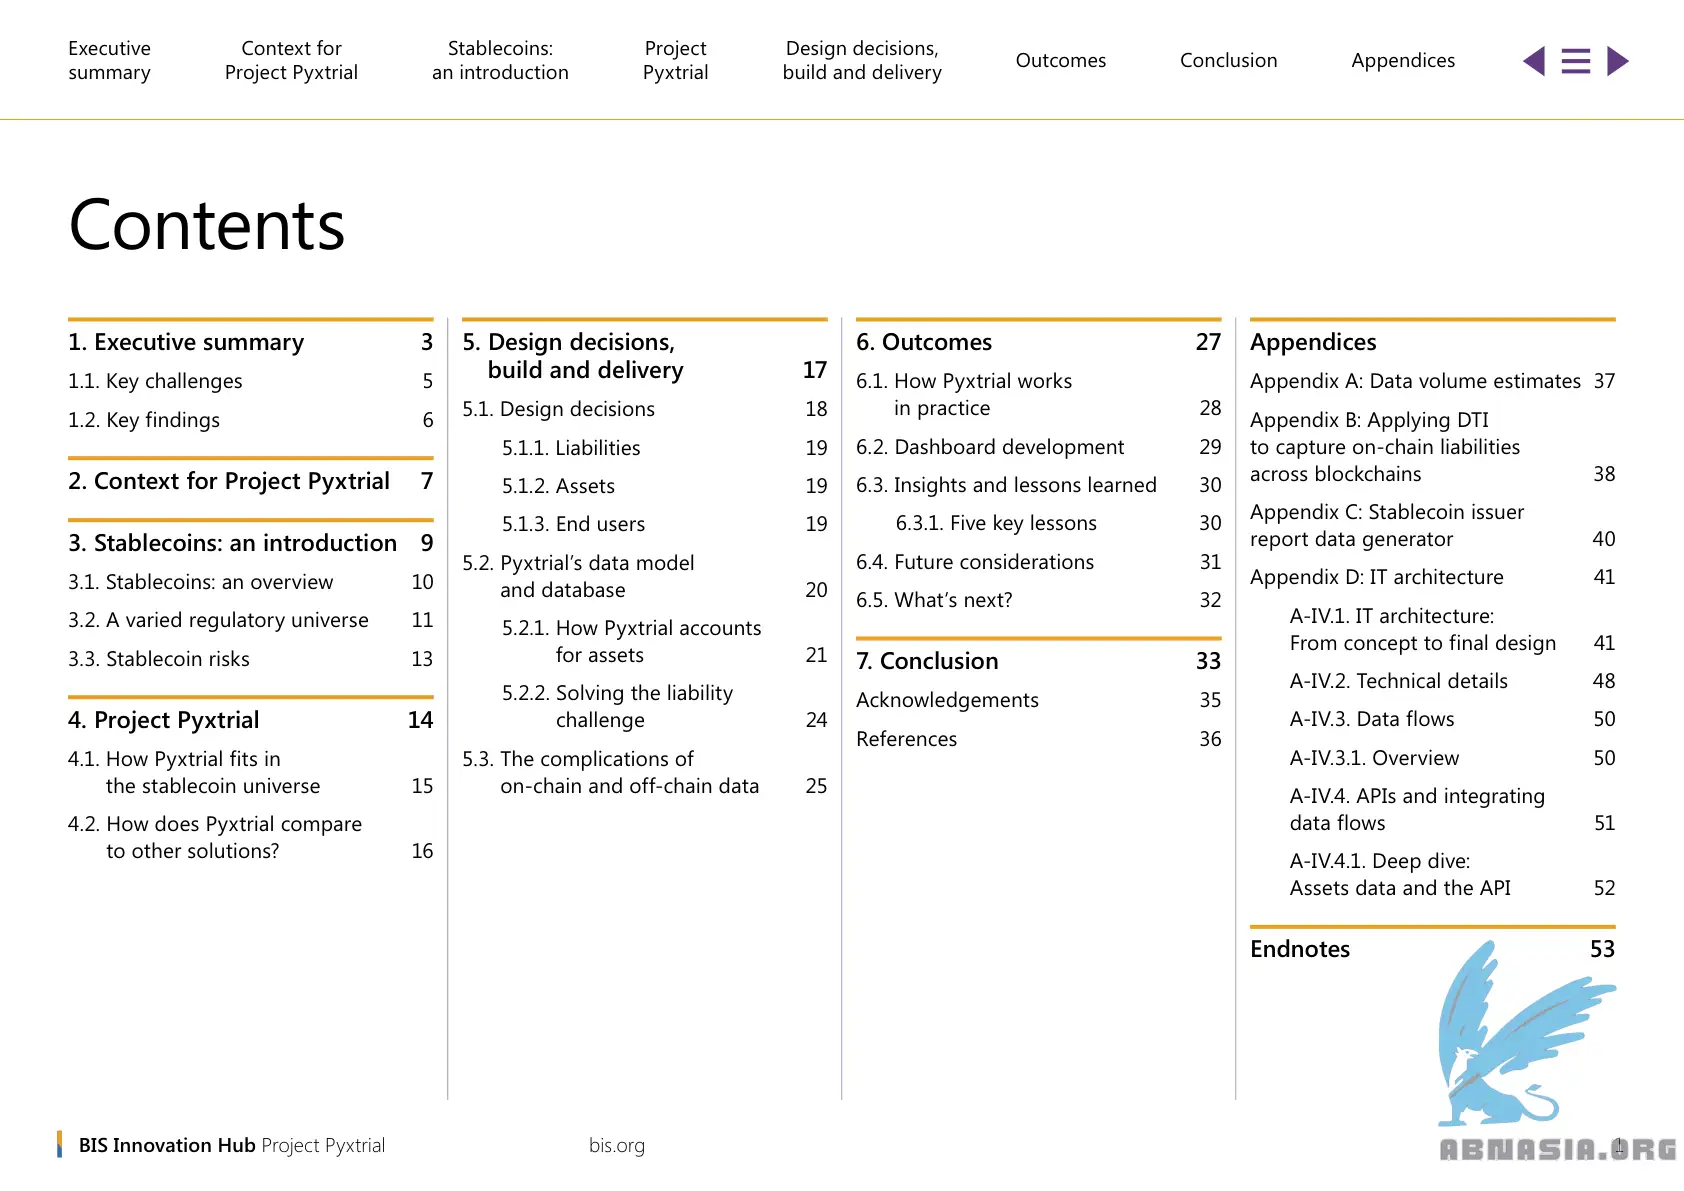 Executive
summary
Context for
Project Pyxtrial
Stablecoins:
an introduction
Project
Pyxtrial
Design decisions,
build and delivery
Outcomes
Conclusion
Appendices
Contents
1. Executive summary 3
1.1. Key challenges 5
1.2. Key findings 6
2. Context for Project Pyxtrial 7
3. Stablecoins: an introduction 9
3.1. Stablecoins: an overview 10
3.2. A varied regulatory universe 11
3.3. Stablecoin risks 13
4. Project Pyxtrial 14
4.1. How Pyxtrial fits in
the stablecoin universe 15
4.2. How does Pyxtrial compare
to other solutions? 16
5. Design decisions,
build and delivery 17
5.1. Design decisions 18
5.1.1. Liabilities 19
5.1.2. Assets 19
5.1.3. End users 19
5.2. Pyxtrial’s data model
and database 20
5.2.1. How Pyxtrial accounts
for assets 21
5.2.2. Solving the liability
challenge 24
5.3. The complications of
on-chain and off-chain data 25
6. Outcomes 27
6.1. How Pyxtrial works
in practice 28
6.2. Dashboard development 29
6.3. Insights and lessons learned 30
6.3.1. Five key lessons 30
6.4. Future considerations 31
6.5. What’s next? 32
7. Conclusion 33
Acknowledgements 35
References 36
Appendices
Appendix A: Data volume estimates 37
Appendix B: Applying DTI
to capture on-chain liabilities
across blockchains 38
Appendix C: Stablecoin issuer
report data generator 40
Appendix D: IT architecture 41
A-IV.1. IT architecture:
From concept to final design 41
A-IV.2. Technical details 48
A-IV.3. Data flows 50
A-IV.3.1. Overview 50
A-IV.4. APIs and integrating
data flows 51
A-IV.4.1. Deep dive:
Assets data and the API 52
Endnotes 53
BIS Innovation Hub Project Pyxtrial
bis.org
1
ABNASIA.ORG